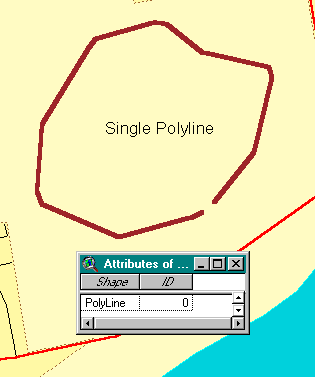 Single Polyline
Attributes of ...
Shape ID
PolyLine 0